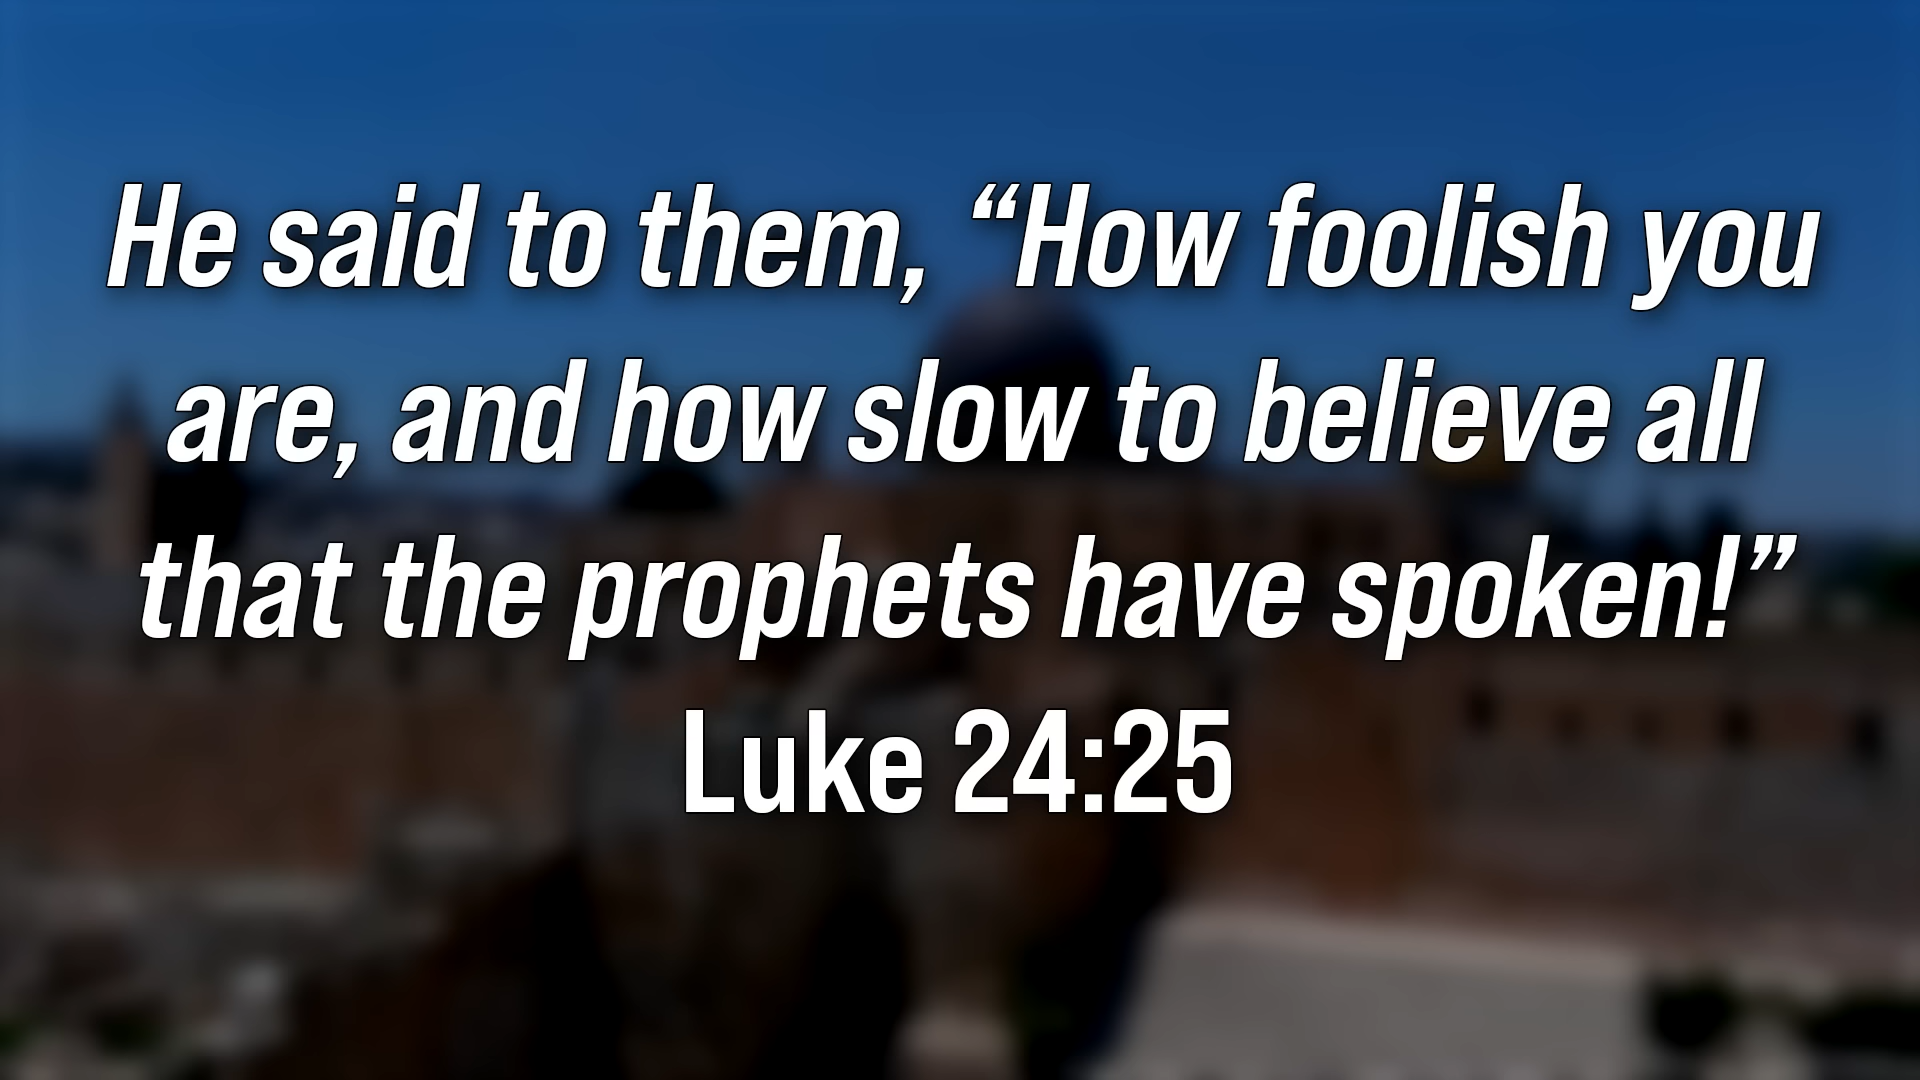 He said to them, “How foolish you
are, and how slow to believe all
that the prophets have spoken!”
Luke 24:25